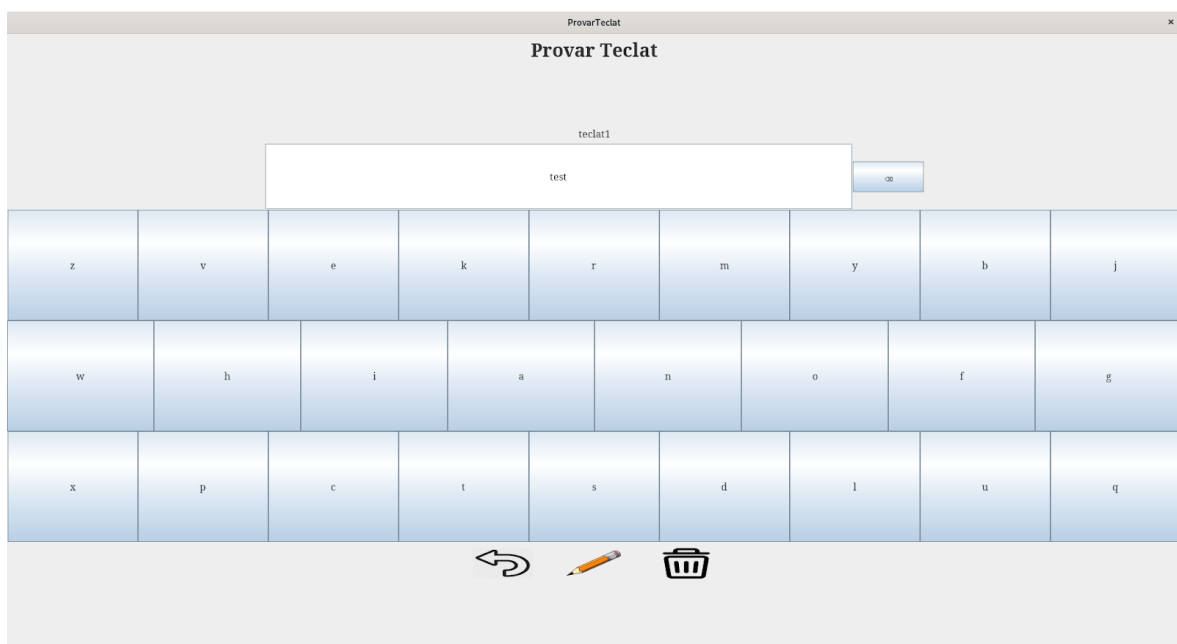 ProvarTeclat ×
Provar Teclat
teclat1
test ⌫
z v e k r m y b j
w h i a n o f g
x p c t s d l u q